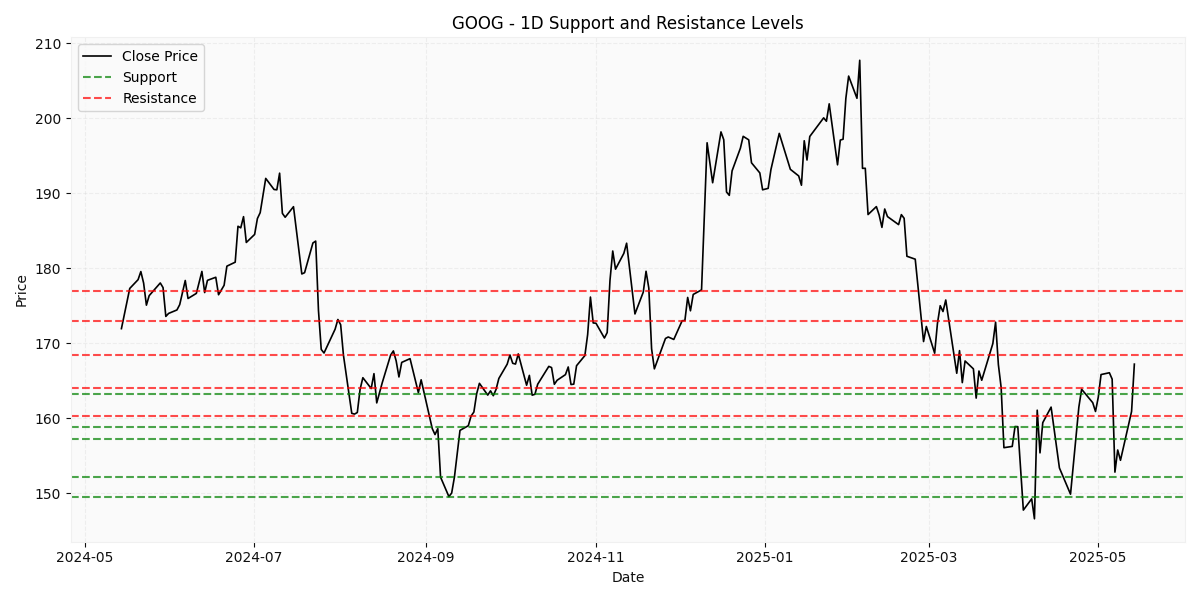 GOOG - 1D Support and Resistance Levels
Close Price
Support
Resistance
Price
210
200
190
180
170
160
150
2024-05 2024-07 2024-09 2024-11 2025-01 2025-03 2025-05
Date